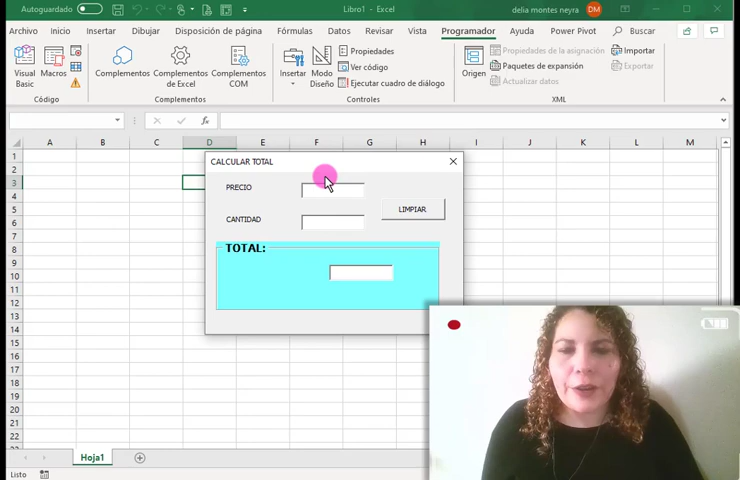 Autoguardado
Libro1 - Excel
delia montes neyra
DM
Archivo Inicio Insertar Dibujar Disposición de página Fórmulas Datos Revisar Vista Programador Ayuda Power Pivot Buscar
Visual Basic
Macros
Código
Complementos
Complementos de Excel
Complementos COM
Complementos
Insertar
Modo Diseño
Propiedades
Ver código
Ejecutar cuadro de diálogo
Controles
Origen
Propiedades de la asignación
Paquetes de expansión
Actualizar datos
Importar
Exportar
XML
fx
A B C D E F G H I J K L M
1
2
3
4
5
6
7
8
9
10
11
12
13
14
15
16
17
18
19
20
21
22
CALCULAR TOTAL
PRECIO
CANTIDAD
LIMPIAR
TOTAL:
Hoja1
Listo